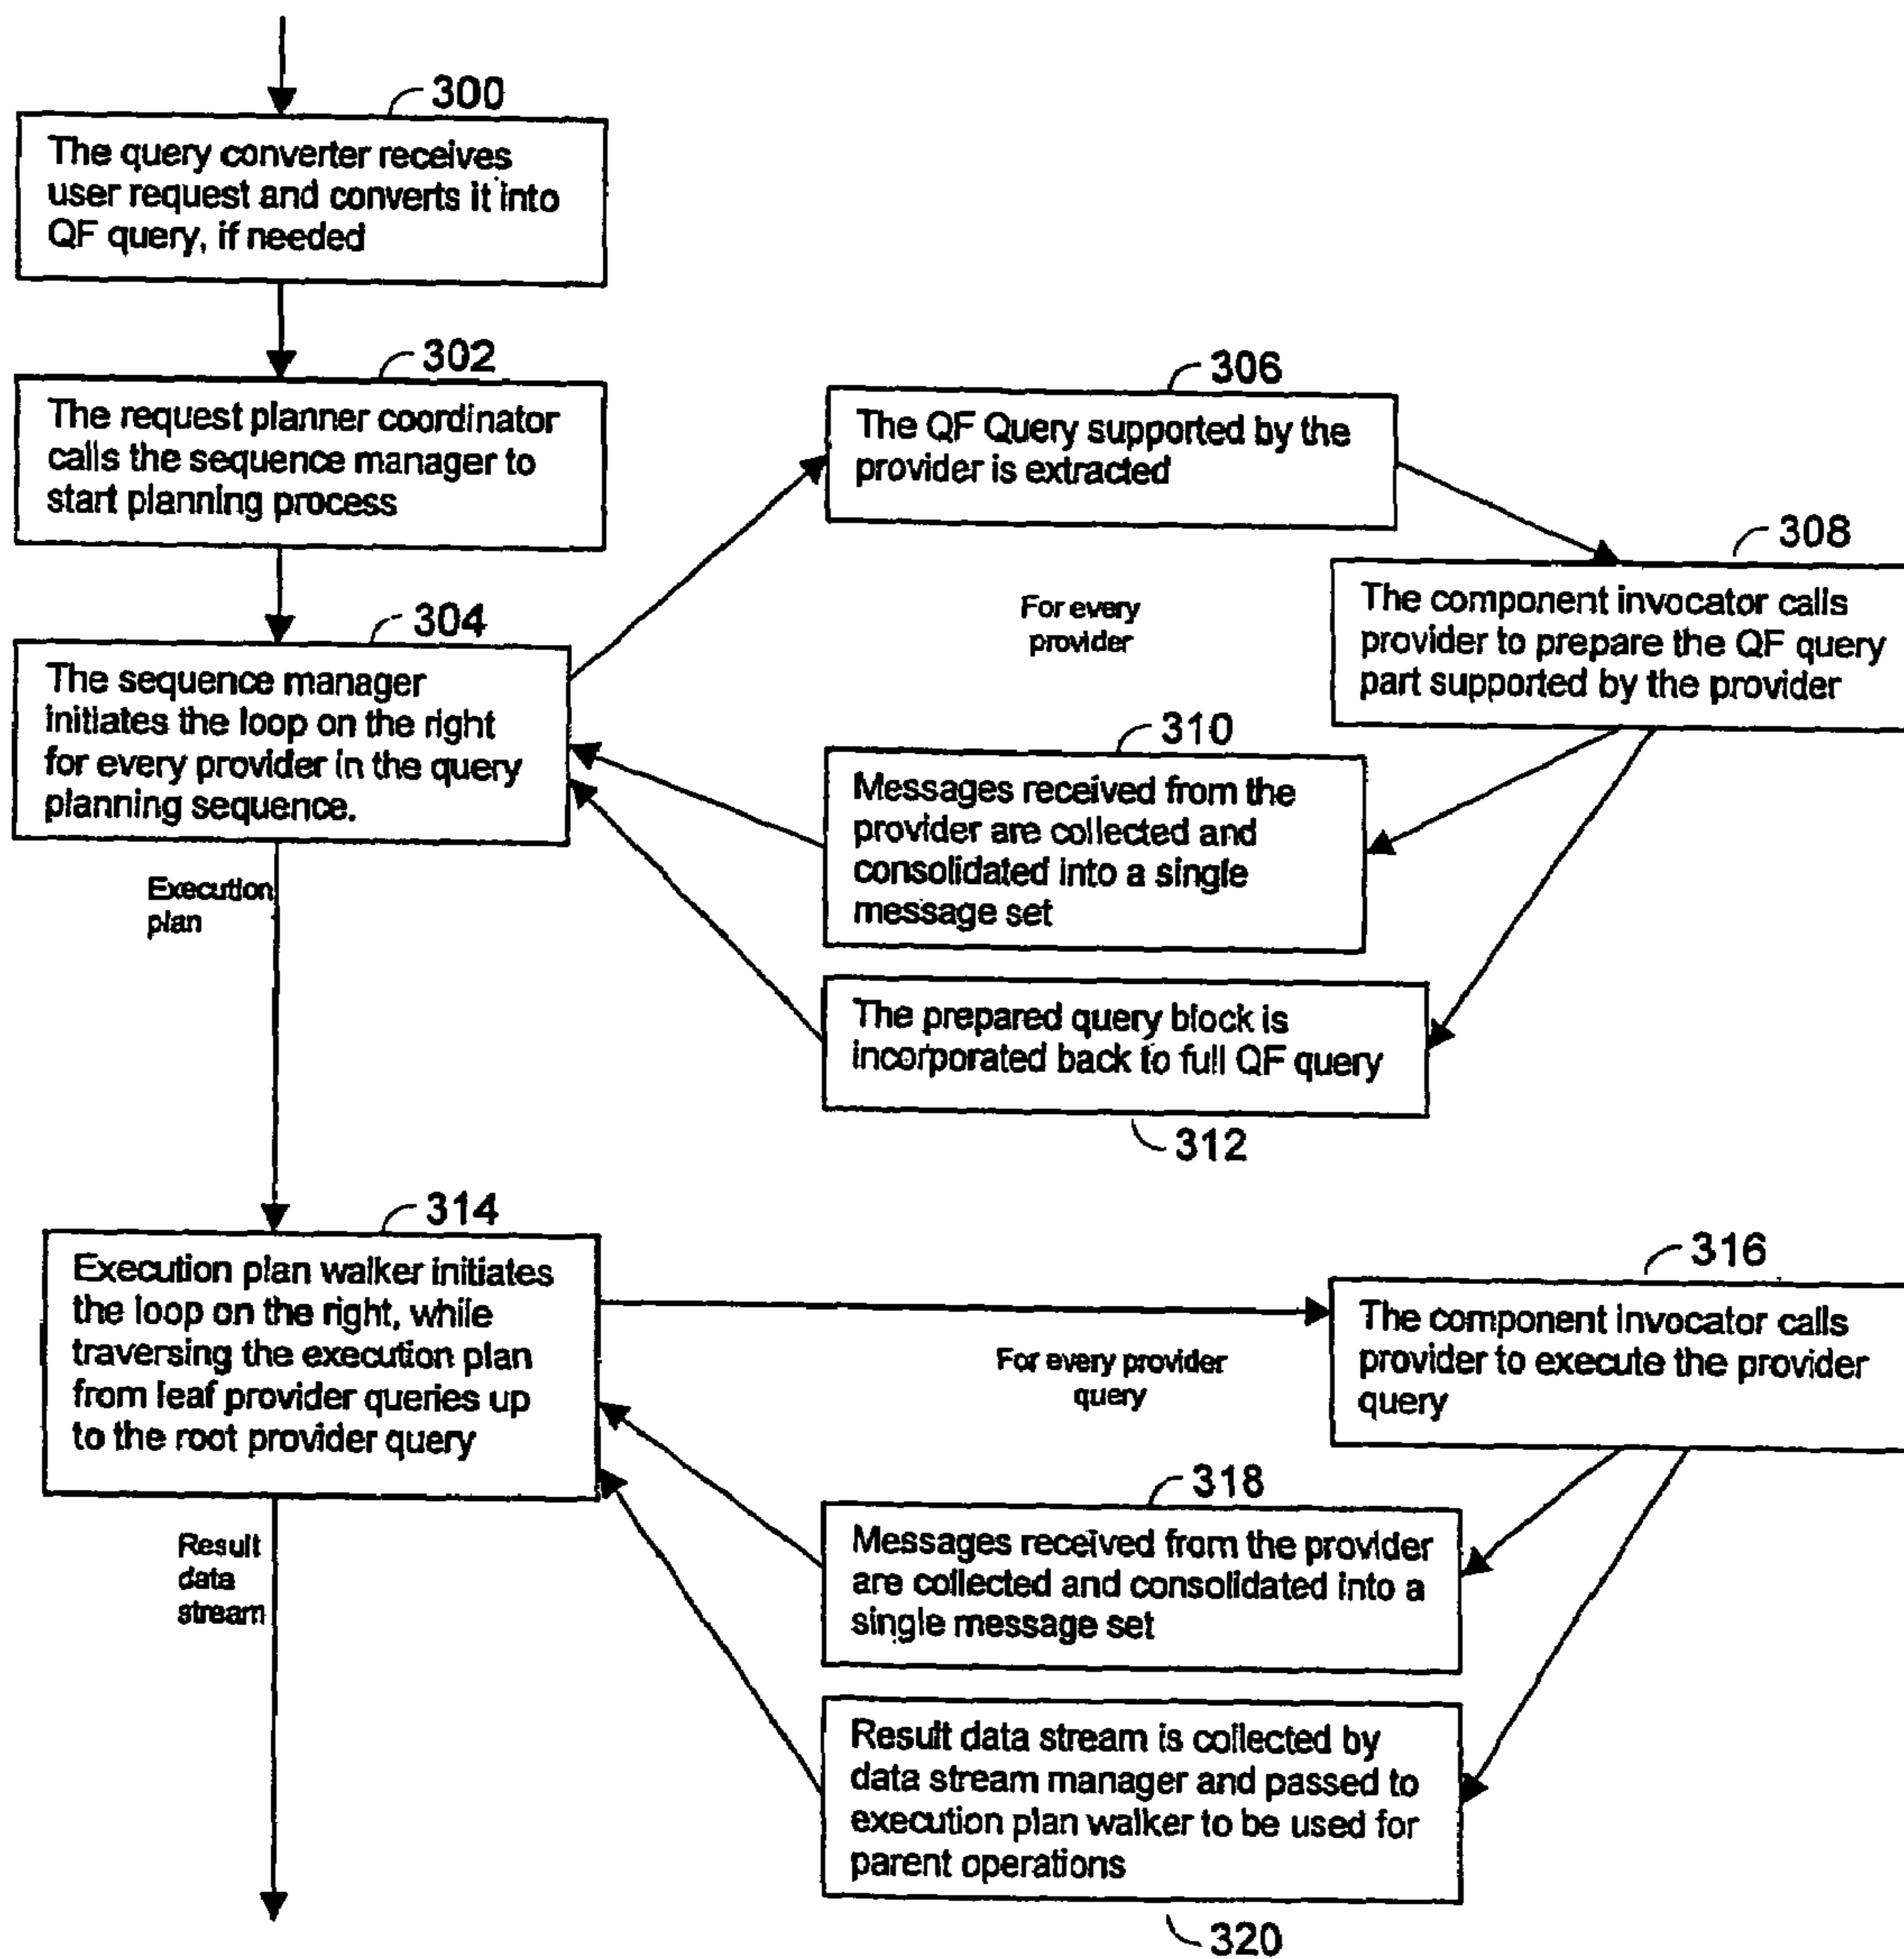 300
The query converter receives
user request and converts it into
QF query, if needed
302
The request planner coordinator
calls the sequence manager to
start planning process
304
The sequence manager
initiates the loop on the right
for every provider in the query
planning sequence.
306
The QF Query supported by the
provider is extracted
For every
provider
308
The component invocator calls
provider to prepare the QF query
part supported by the provider
310
Messages received from the
provider are collected and
consolidated into a single
message set
The prepared query block is
incorporated back to full QF query
312
Execution
plan
314
Execution plan walker initiates
the loop on the right, while
traversing the execution plan
from leaf provider queries up
to the root provider query
For every provider
query
316
The component invocator calls
provider to execute the provider
query
318
Messages received from the provider
are collected and consolidated into a
single message set
Result data stream is collected by
data stream manager and passed to
execution plan walker to be used for
parent operations
320
Result
data
stream